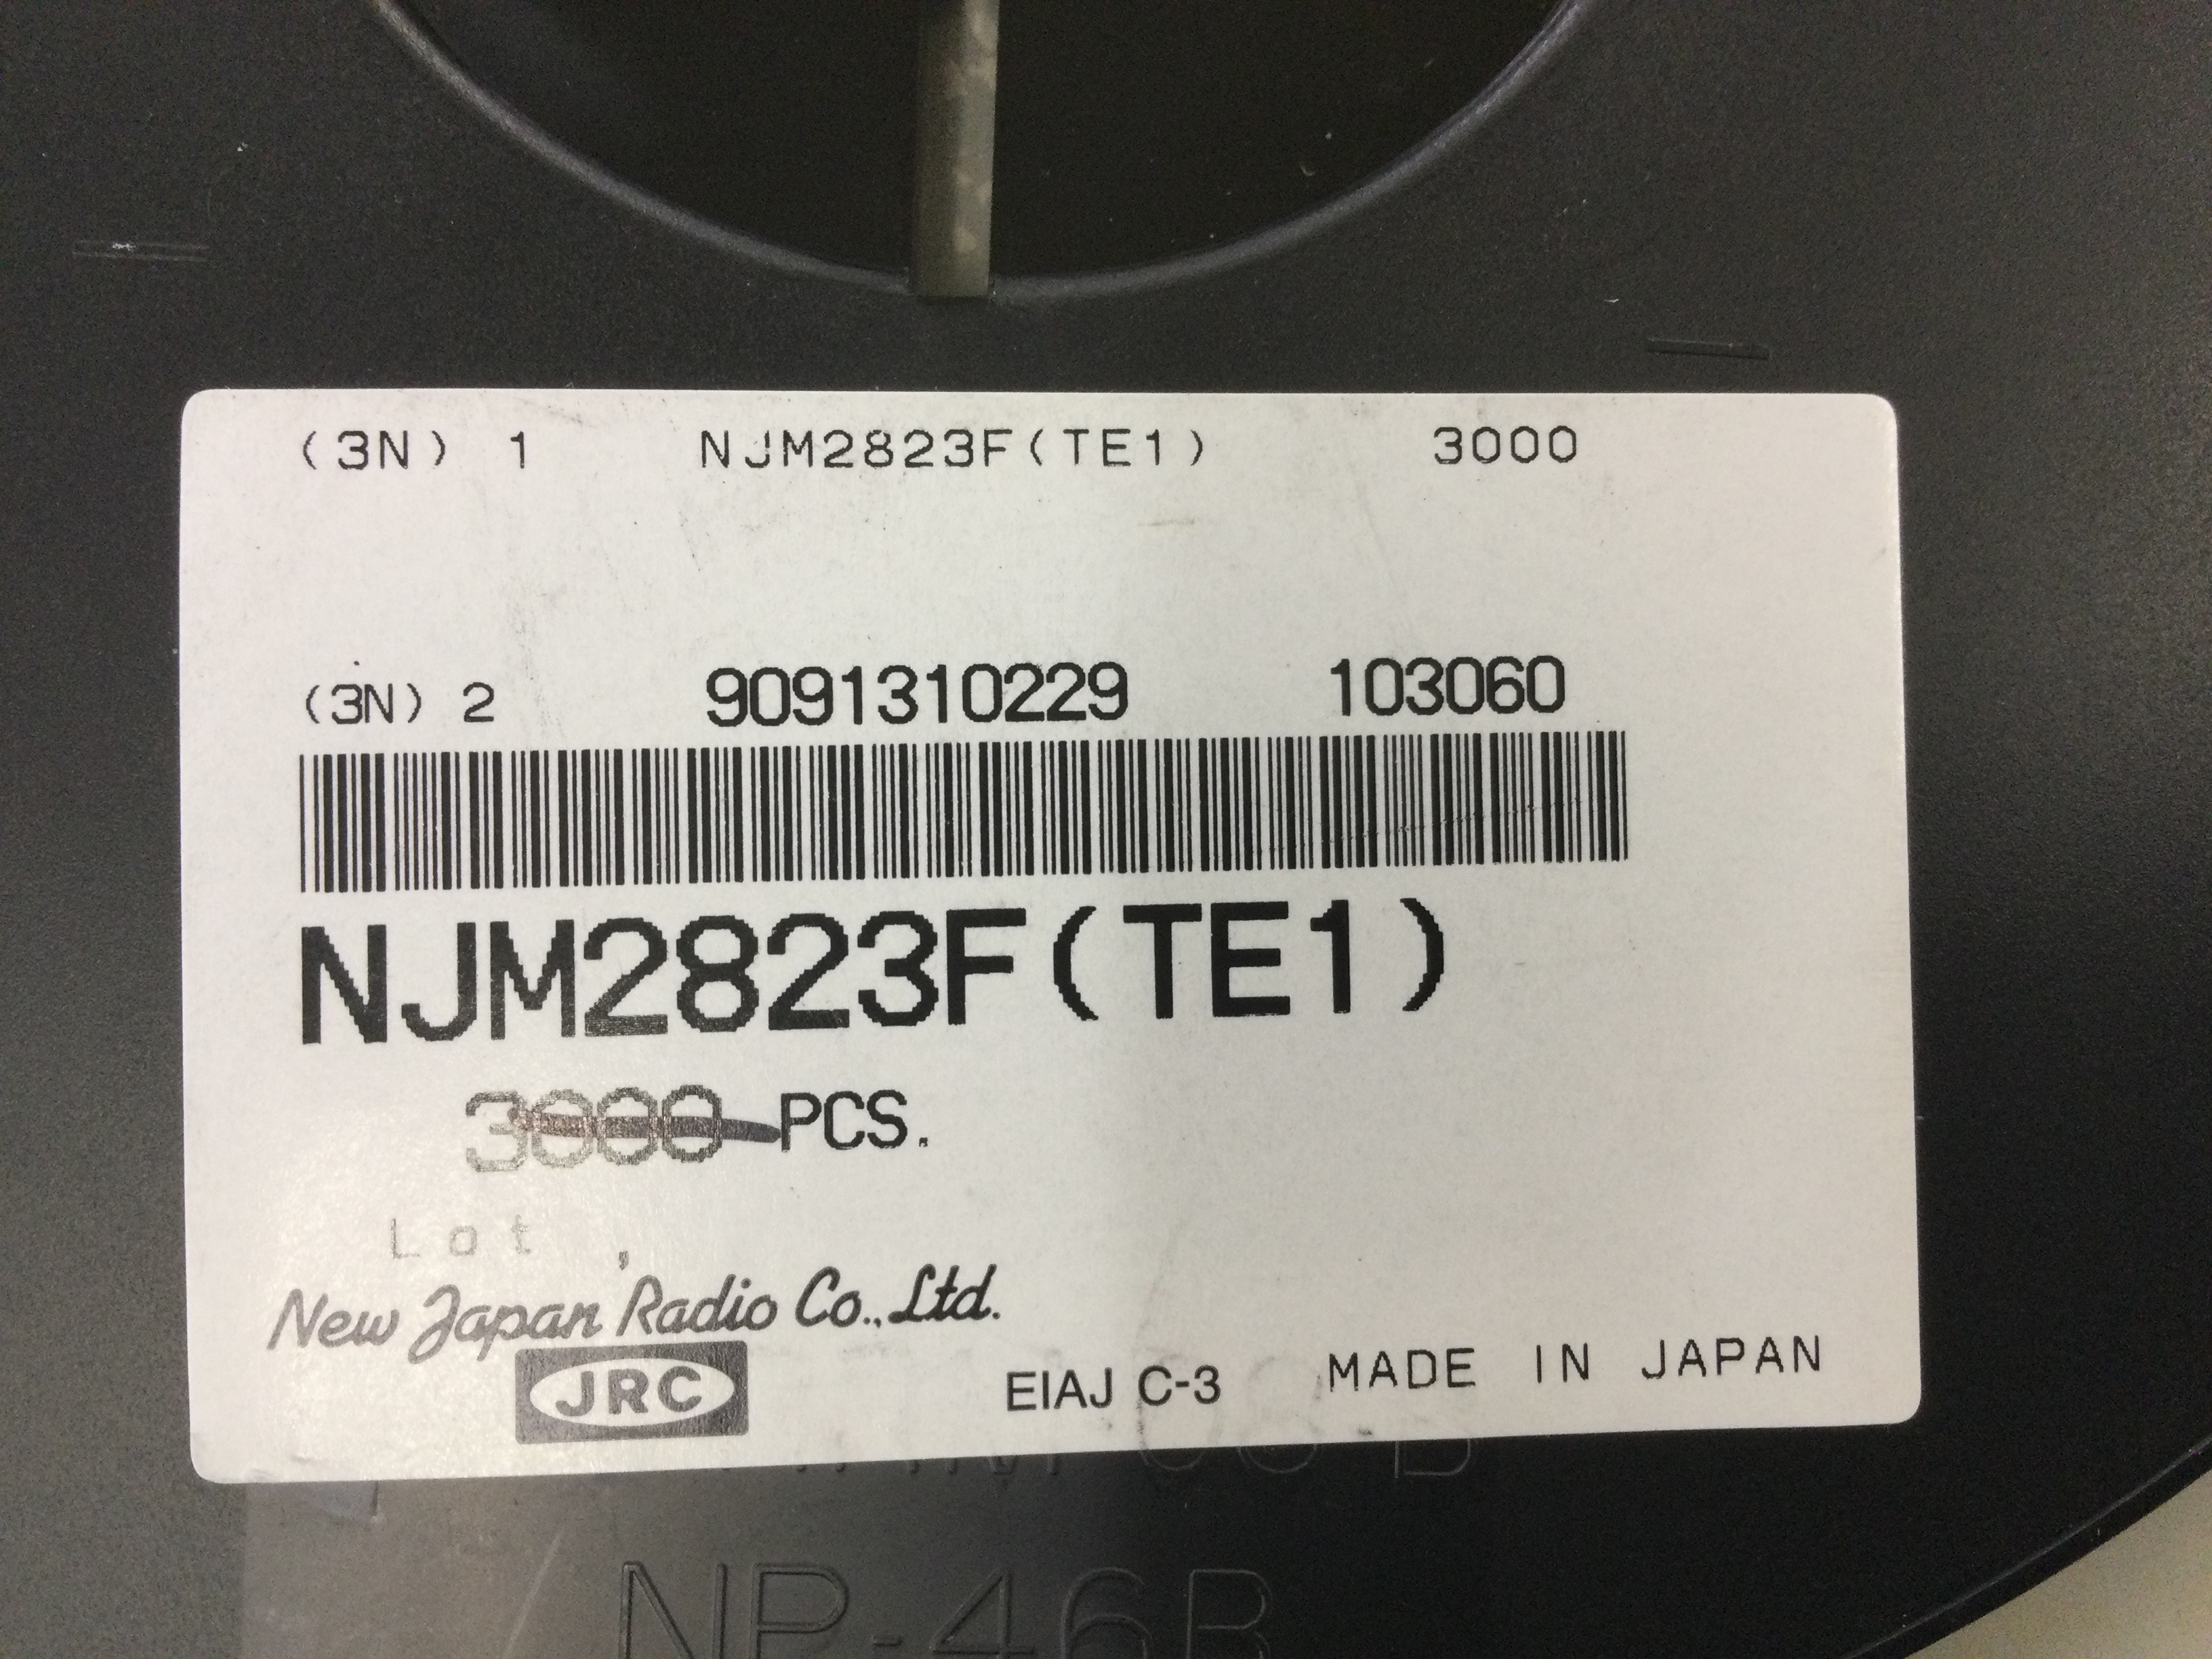 (3N) 1 NJM2823F(TE1) 3000
(3N) 2 9091310229 103060
NJM2823F(TE1)
3000 PCS.
Lot
New Japan Radio Co.,Ltd.
JRC EIAJ C-3 MADE IN JAPAN
NP-46B